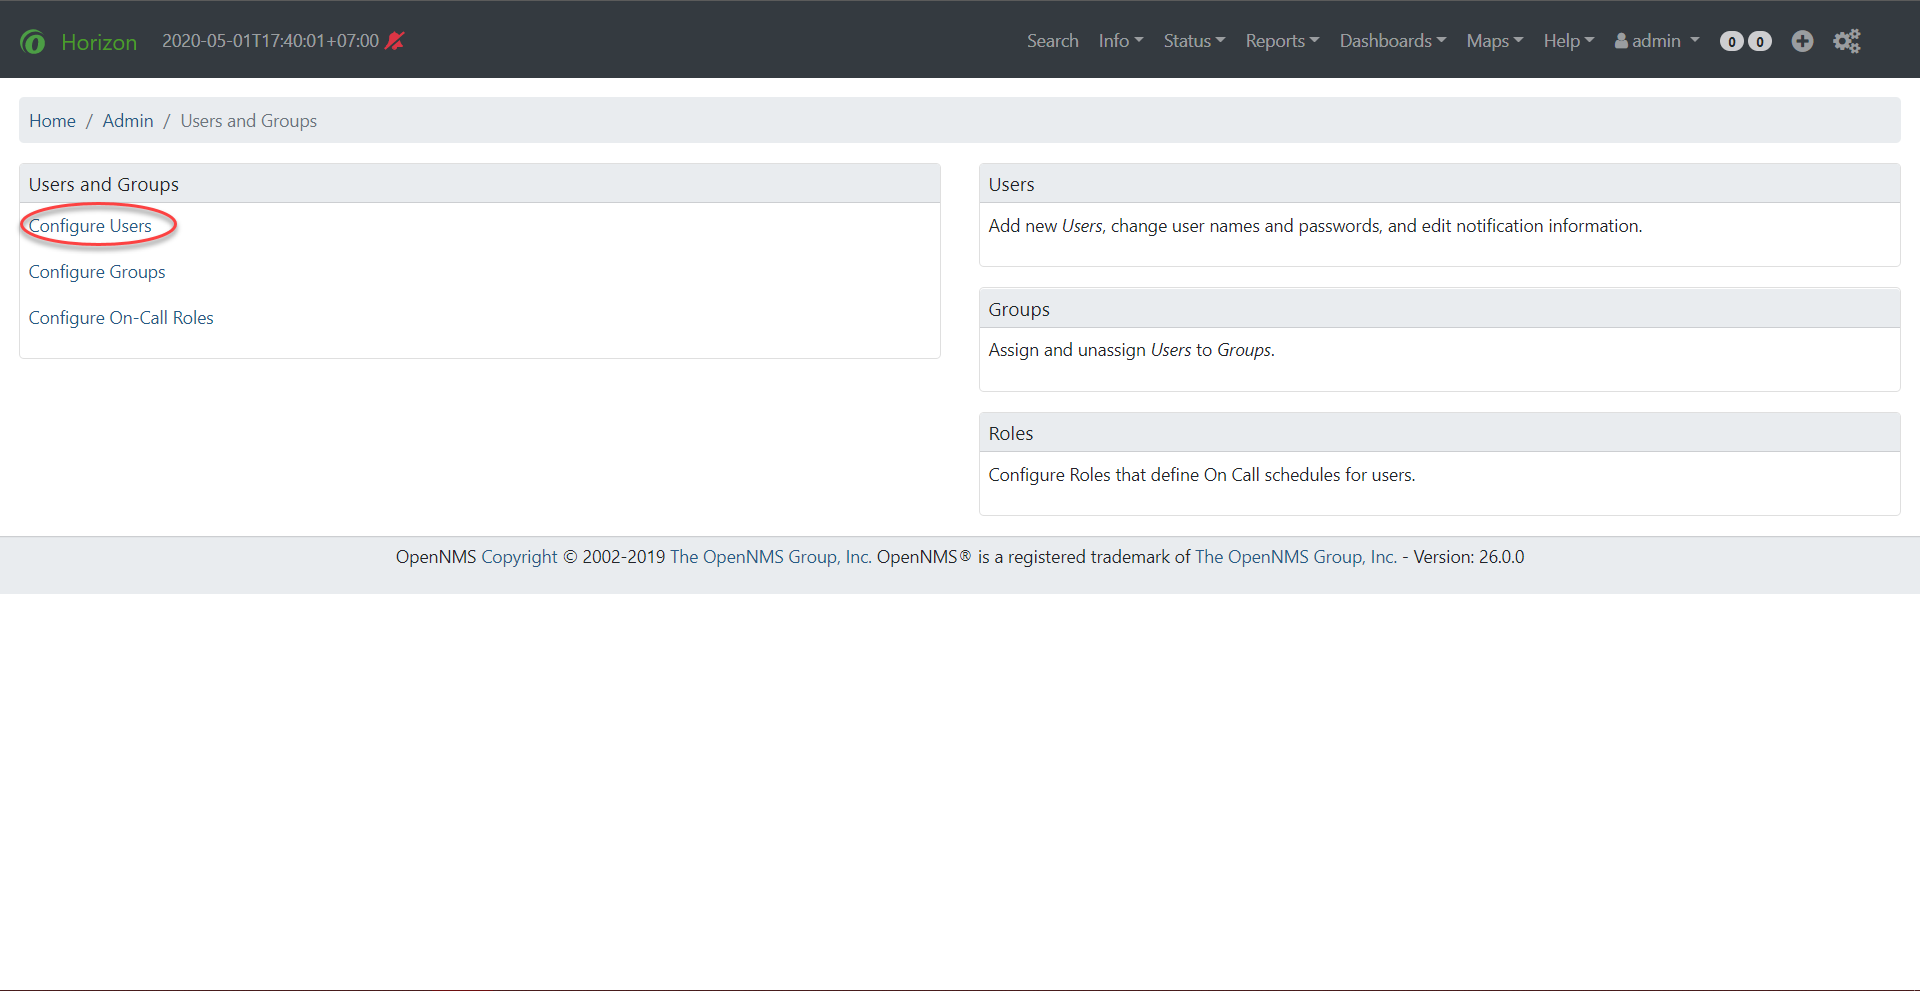 Horizon 2020-05-01T17:40:01+07:00 Search Info Status Reports Dashboards Maps Help admin 0 0
Home / Admin / Users and Groups
Users and Groups
Configure Users
Configure Groups
Configure On-Call Roles
Users
Add new Users, change user names and passwords, and edit notification information.
Groups
Assign and unassign Users to Groups.
Roles
Configure Roles that define On Call schedules for users.
OpenNMS Copyright © 2002-2019 The OpenNMS Group, Inc. OpenNMS® is a registered trademark of The OpenNMS Group, Inc. - Version: 26.0.0